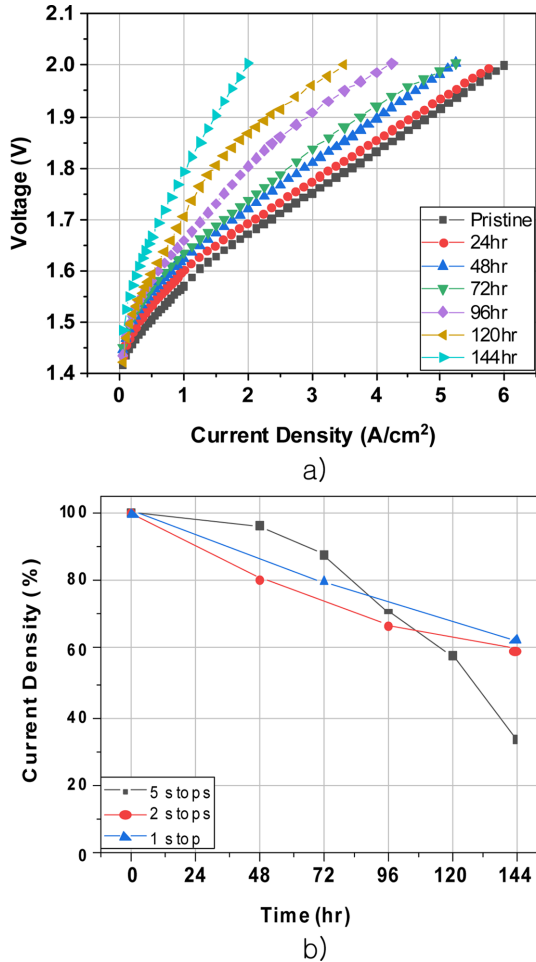 2.1
2.0
1.9
1.8
1.7
1.6
1.5
1.4
Voltage (V)
Pristine
24hr
48hr
72hr
96hr
120hr
144hr
0 1 2 3 4 5 6
Current Density (A/cm²)
a)
100
80
60
40
20
0
Current Density (%)
5 stops
2 stops
1 stop
0 24 48 72 96 120 144
Time (hr)
b)